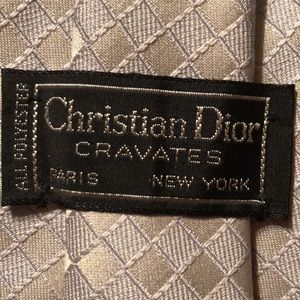 ALL POLYESTER
Christian Dior
CRAVATES
PARIS NEW YORK